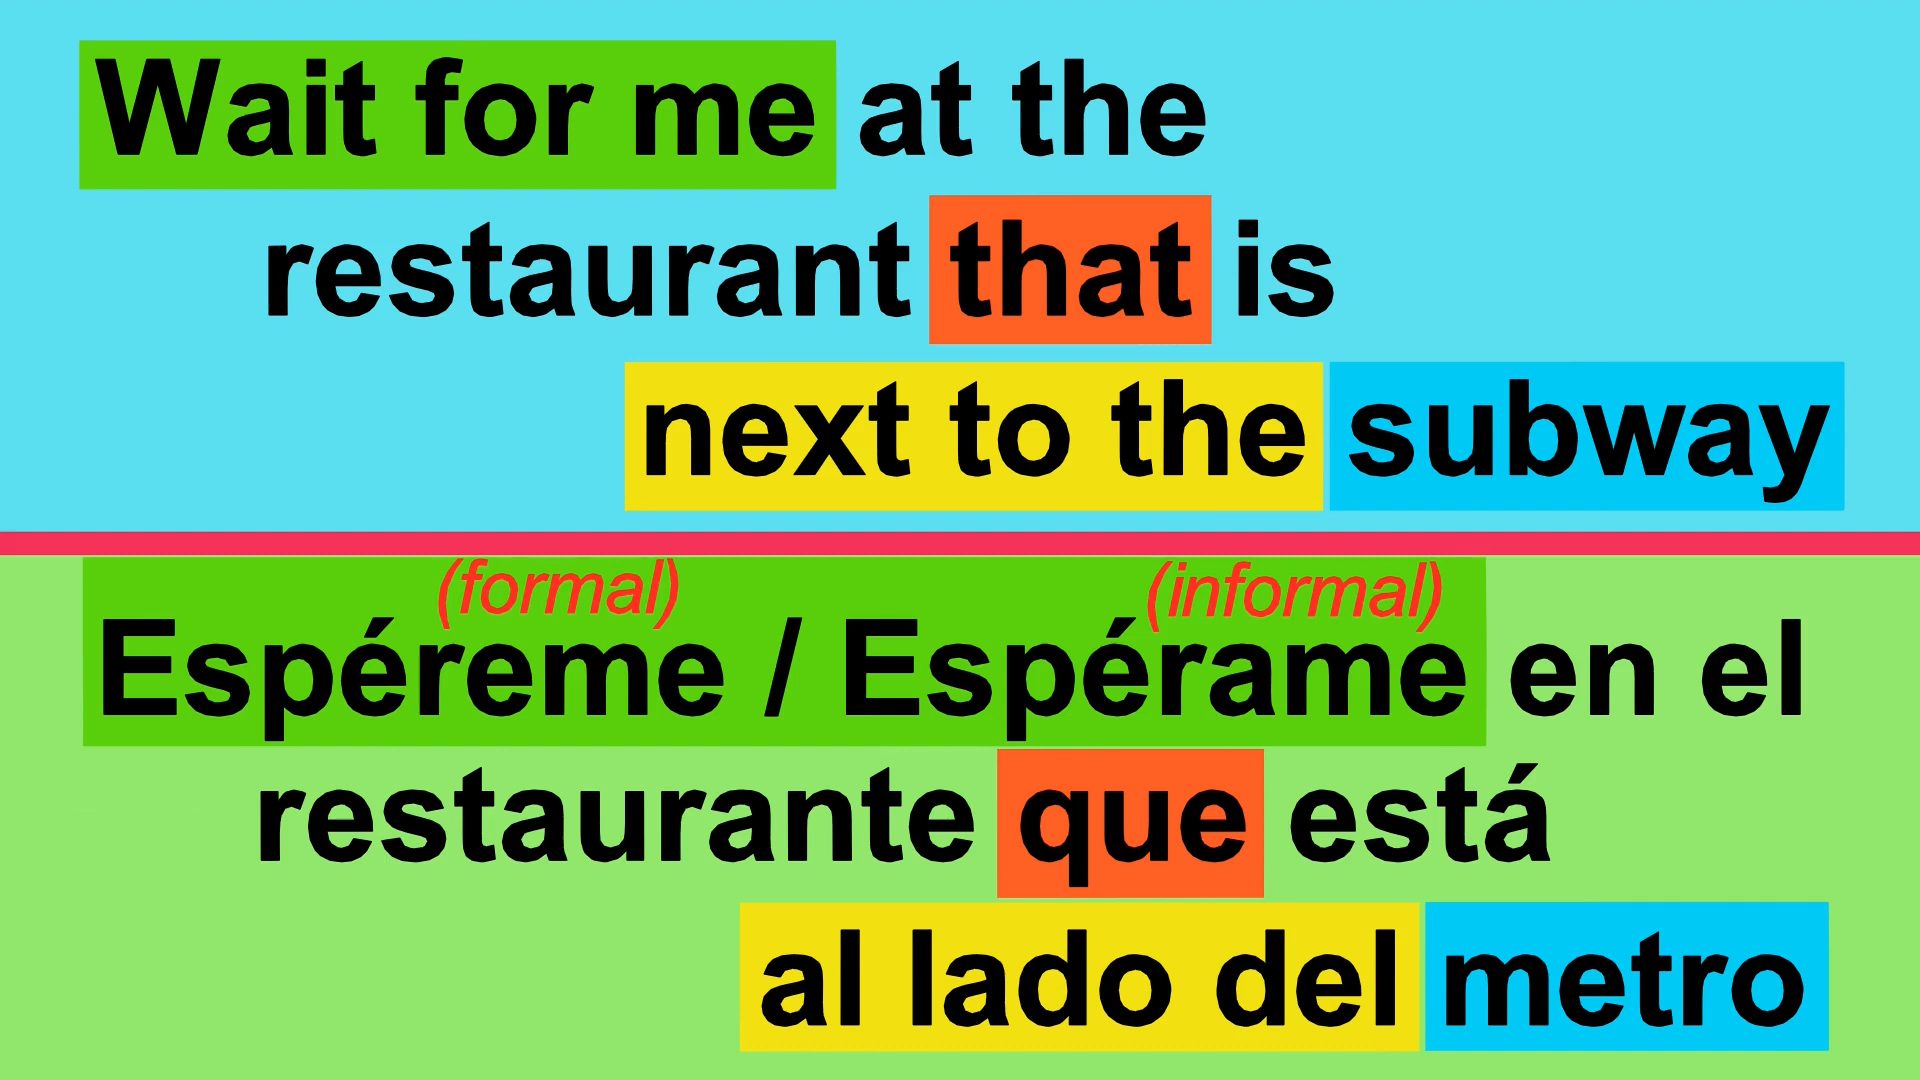 Wait for me at the
restaurant that is
next to the subway
(formal) (informal)
Espéreme / Espérame en el
restaurante que está
al lado del metro